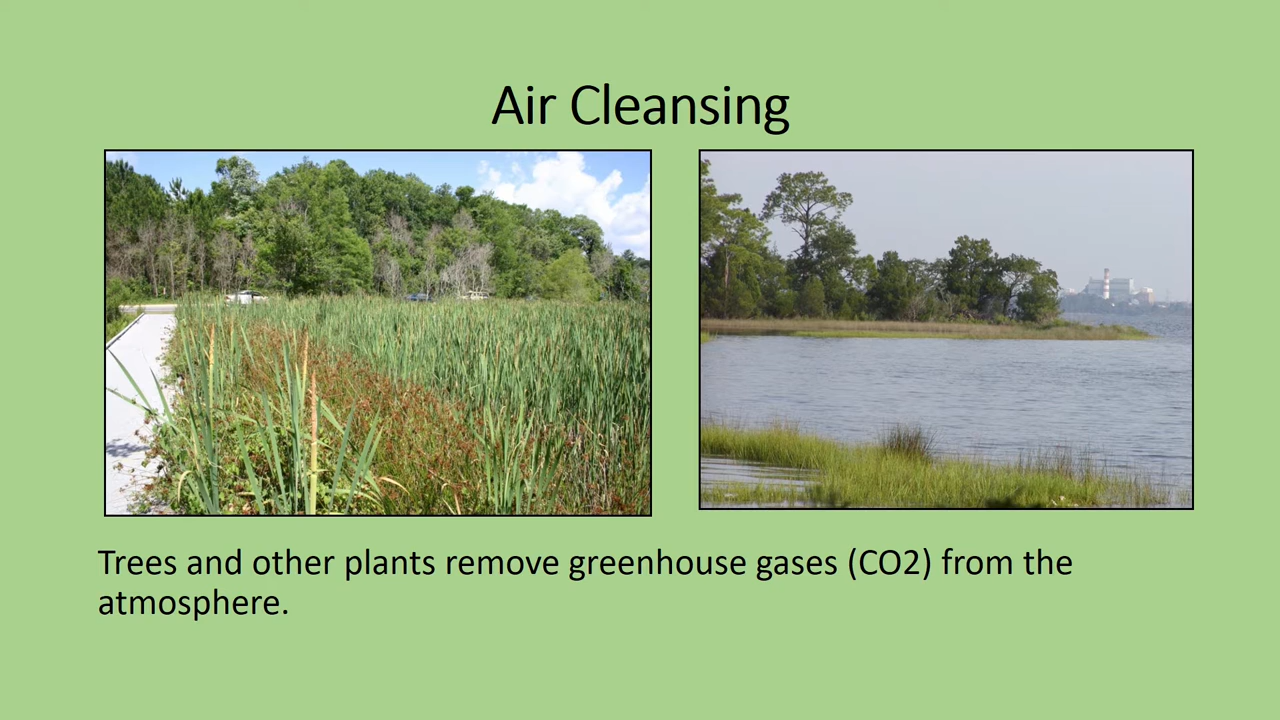 Air Cleansing
Trees and other plants remove greenhouse gases (CO2) from the
atmosphere.